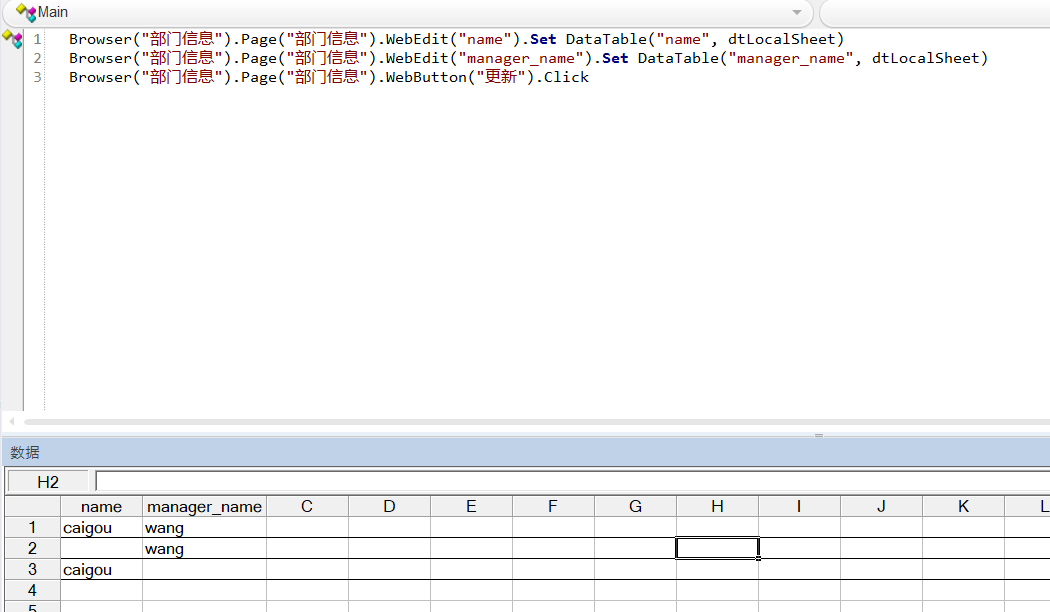 Main
1 Browser("部门信息").Page("部门信息").WebEdit("name").Set DataTable("name", dtLocalSheet)
2 Browser("部门信息").Page("部门信息").WebEdit("manager_name").Set DataTable("manager_name", dtLocalSheet)
3 Browser("部门信息").Page("部门信息").WebButton("更新").Click
数据
H2
name manager_name C D E F G H I J K L
1 caigou wang
2 wang
3 caigou
4
5